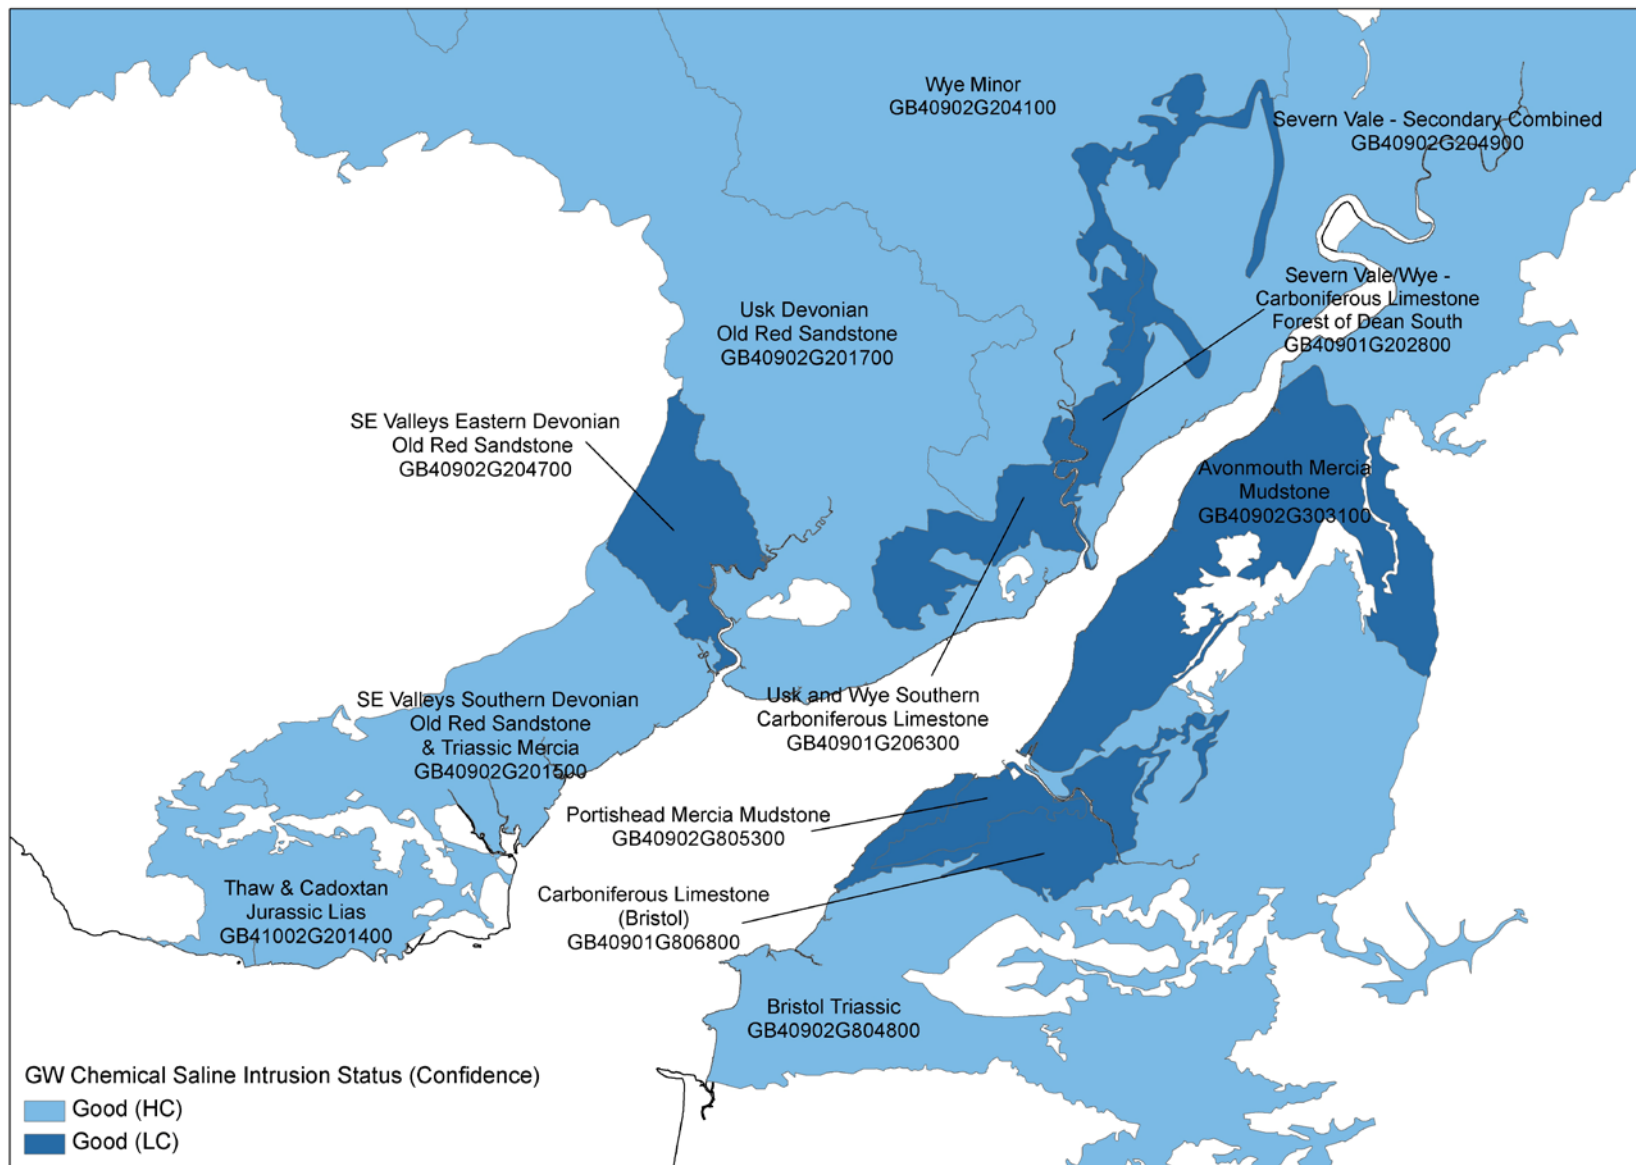 Wye Minor
GB40902G204100
Severn Vale - Secondary Combined
GB40902G204900
Severn Vale/Wye -
Carboniferous Limestone
Forest of Dean South
GB40901G202800
Usk Devonian
Old Red Sandstone
GB40902G201700
SE Valleys Eastern Devonian
Old Red Sandstone
GB40902G204700
Avonmouth Mercia
Mudstone
GB40902G303100
SE Valleys Southern Devonian
Old Red Sandstone
& Triassic Mercia
GB40902G201500
Usk and Wye Southern
Carboniferous Limestone
GB40901G206300
Portishead Mercia Mudstone
GB40902G805300
Thaw & Cadoxtan
Jurassic Lias
GB41002G201400
Carboniferous Limestone
(Bristol)
GB40901G806800
Bristol Triassic
GB40902G804800
GW Chemical Saline Intrusion Status (Confidence)
Good (HC)
Good (LC)